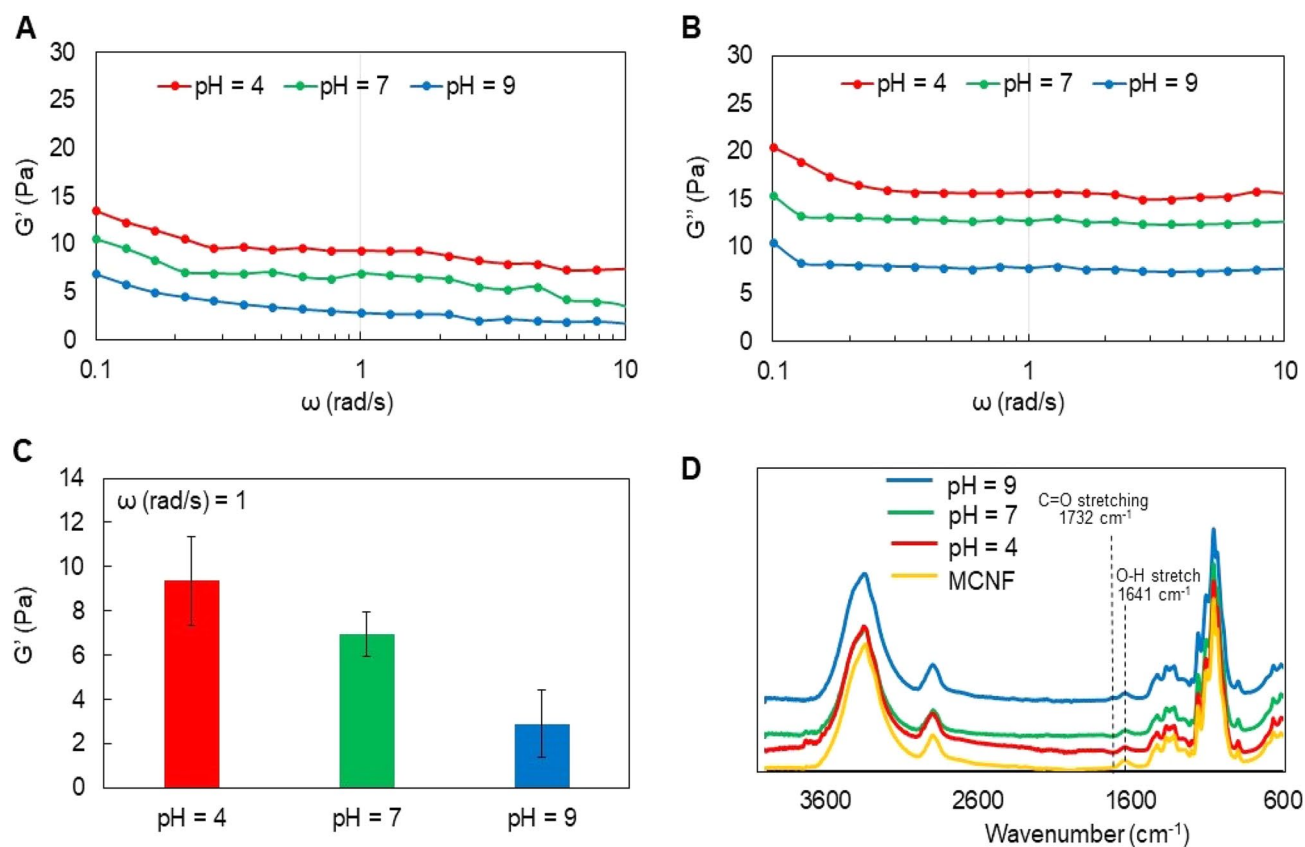 A
30
25
20
15
10
5
0
G’ (Pa)
pH = 4 pH = 7 pH = 9
0.1 1 10
ω (rad/s)
B
30
25
20
15
10
5
0
G’’ (Pa)
pH = 4 pH = 7 pH = 9
0.1 1 10
ω (rad/s)
C
14
12
10
8
6
4
2
0
G’ (Pa)
ω (rad/s) = 1
pH = 4 pH = 7 pH = 9
D
pH = 9
pH = 7
pH = 4
MCNF
C=O stretching
1732 cm⁻¹
O-H stretch
1641 cm⁻¹
3600 2600 1600 600
Wavenumber (cm⁻¹)